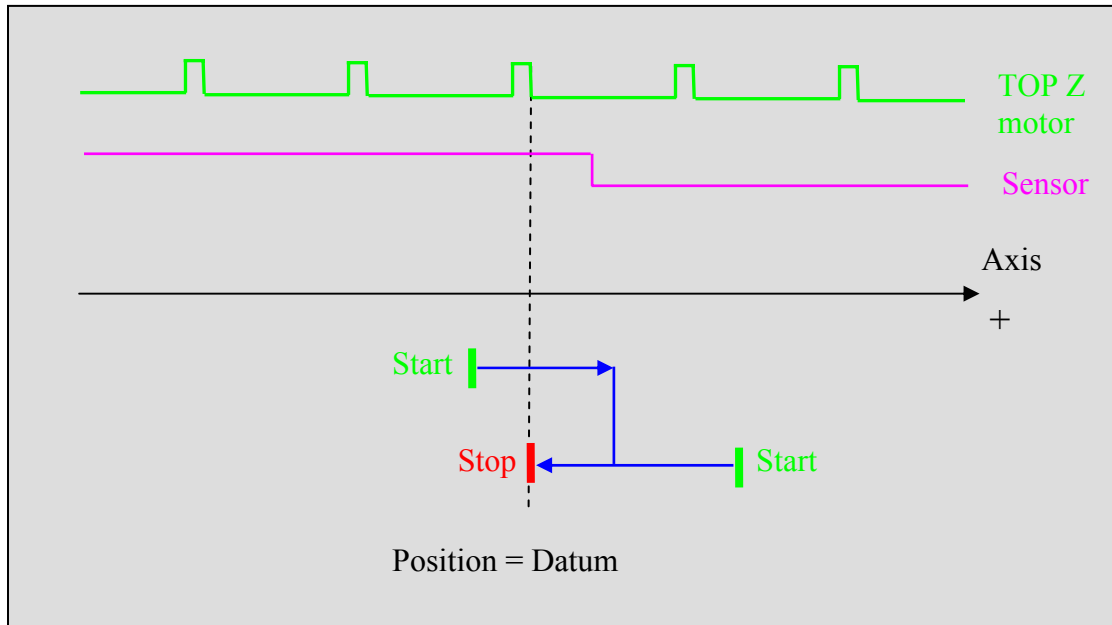 TOP Z
motor
Sensor
Axis
+
Start
Stop
Start
Position = Datum